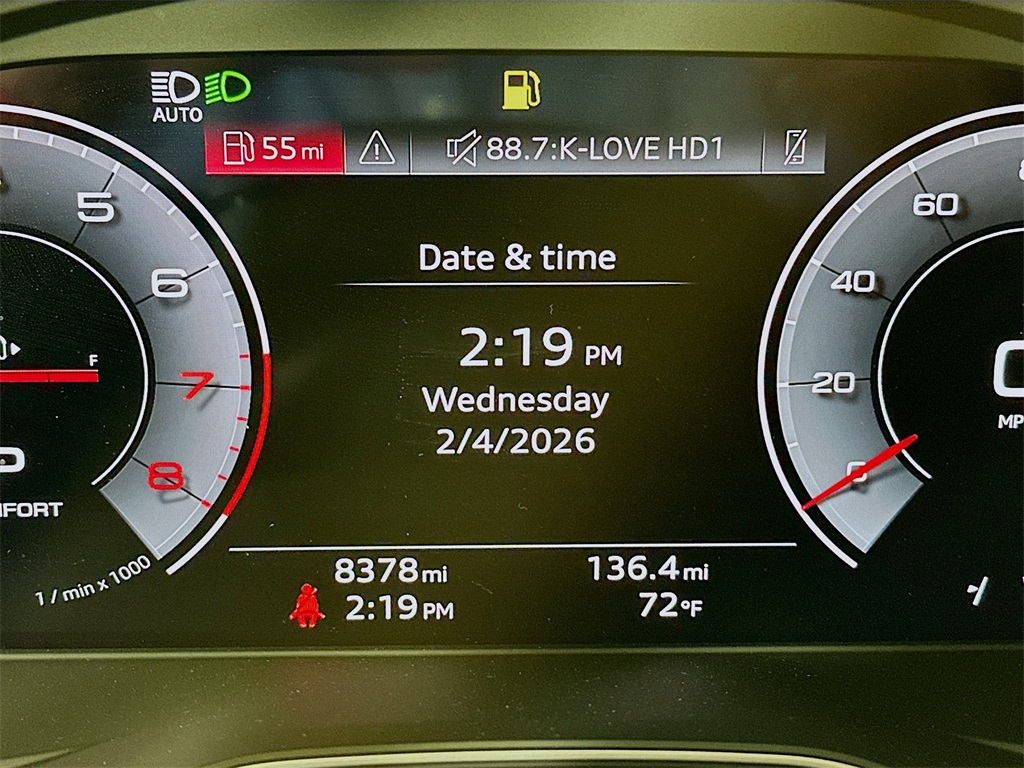 AUTO
55 mi
88.7:K-LOVE HD1
5
6
7
8
F
1 / min x 1000
Date & time
2:19 PM
Wednesday
2/4/2026
8378 mi
2:19 PM
136.4 mi
72°F
60
40
20
0